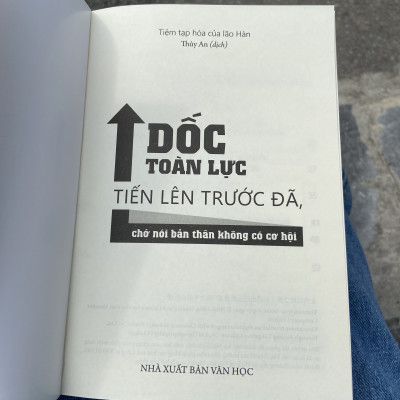 Tiệm tạp hóa của lão Hàn
Thùy An (dịch)
DỐC
TOÀN LỰC
TIẾN LÊN TRƯỚC ĐÃ,
chớ nói bản thân không có cơ hội
NHÀ XUẤT BẢN VĂN HỌC